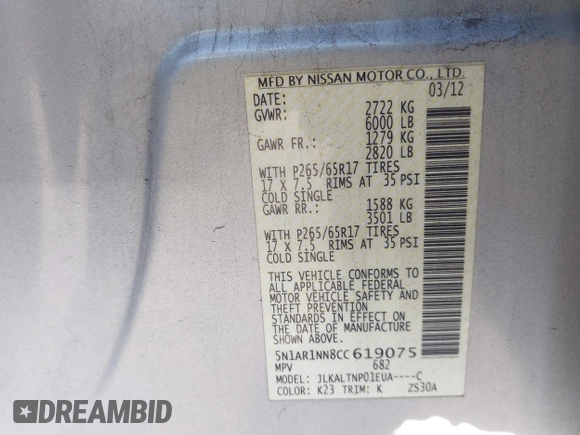 MFD BY NISSAN MOTOR CO., LTD.
DATE: 03/12
GVWR: 2722 KG
6000 LB
GAWR FR.: 1279 KG
2820 LB
WITH P265/65R17 TIRES
17 X 7.5 RIMS AT 35 PSI
COLD SINGLE
GAWR RR.: 1588 KG
3501 LB
WITH P265/65R17 TIRES
17 X 7.5 RIMS AT 35 PSI
COLD SINGLE
THIS VEHICLE CONFORMS TO
ALL APPLICABLE FEDERAL
MOTOR VEHICLE SAFETY AND
THEFT PREVENTION
STANDARDS IN EFFECT ON
THE DATE OF MANUFACTURE
SHOWN ABOVE.
5N1AR1NN8CC619075
MPV 682
MODEL: JLKALTNP01EUA----C
COLOR: K23 TRIM: K 2S30A
DREAMBID
DREAMBID